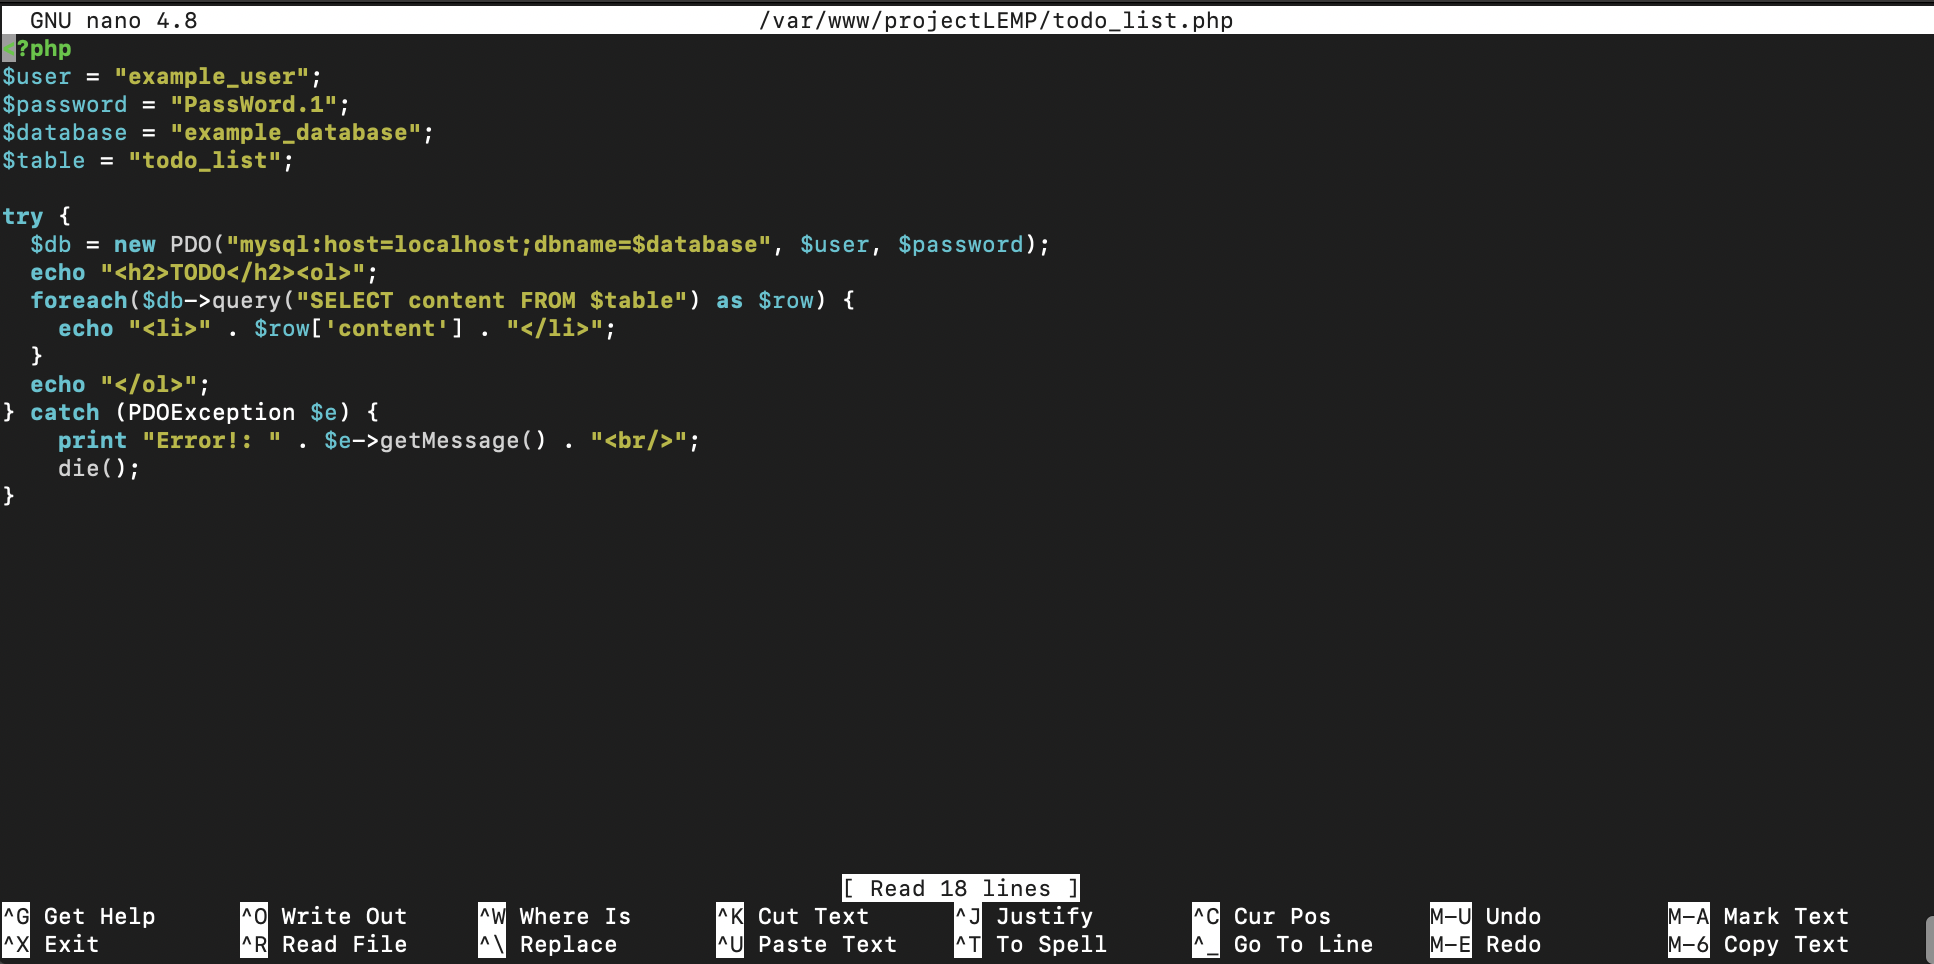 GNU nano 4.8 /var/www/projectLEMP/todo_list.php
<?php
$user = "example_user";
$password = "PassWord.1";
$database = "example_database";
$table = "todo_list";

try {
  $db = new PDO("mysql:host=localhost;dbname=$database", $user, $password);
  echo "<h2>TODO</h2><ol>";
  foreach($db->query("SELECT content FROM $table") as $row) {
    echo "<li>" . $row['content'] . "</li>";
  }
  echo "</ol>";
} catch (PDOException $e) {
    print "Error!: " . $e->getMessage() . "<br/>";
    die();
}
[ Read 18 lines ]
^G Get Help ^O Write Out ^W Where Is ^K Cut Text ^J Justify ^C Cur Pos M-U Undo M-A Mark Text
^X Exit ^R Read File ^\ Replace ^U Paste Text ^T To Spell ^_ Go To Line M-E Redo M-6 Copy Text